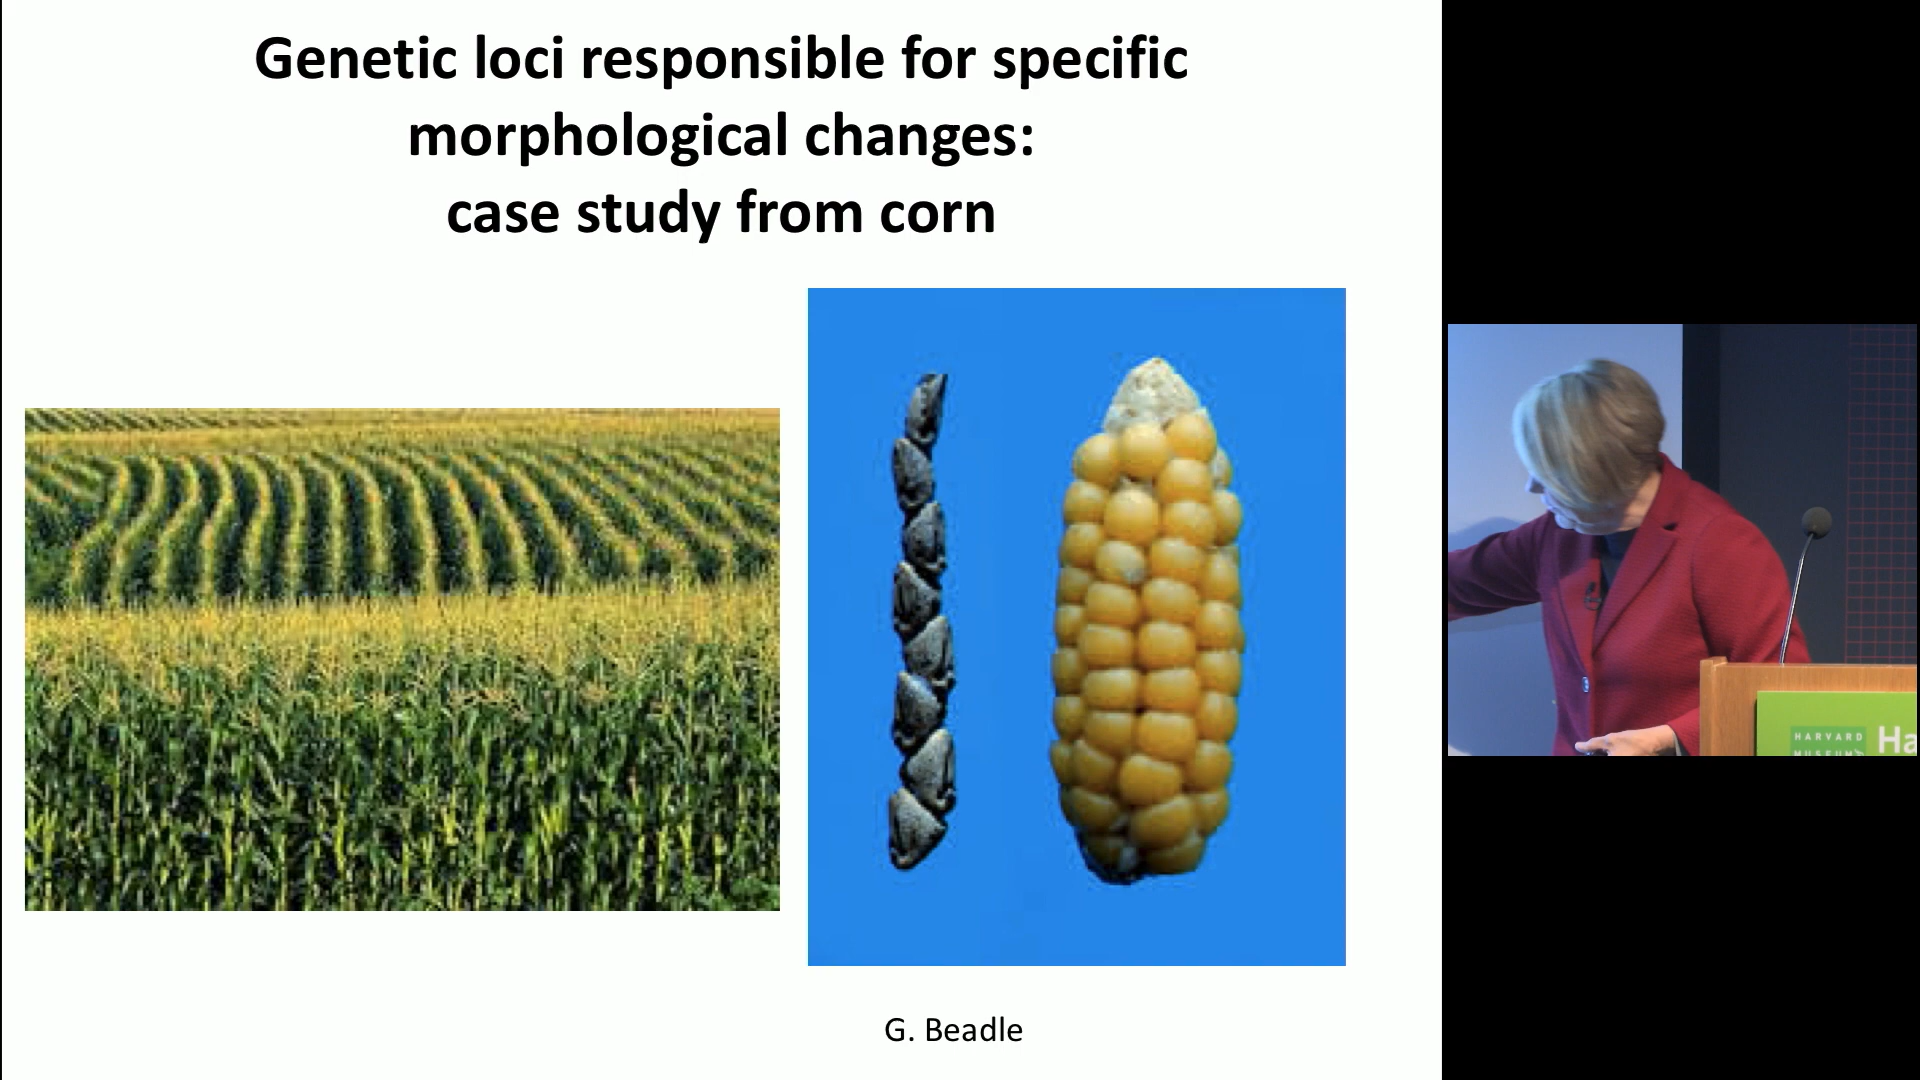 Genetic loci responsible for specific
morphological changes:
case study from corn
G. Beadle
HARVARD
MUSEUM
Ha